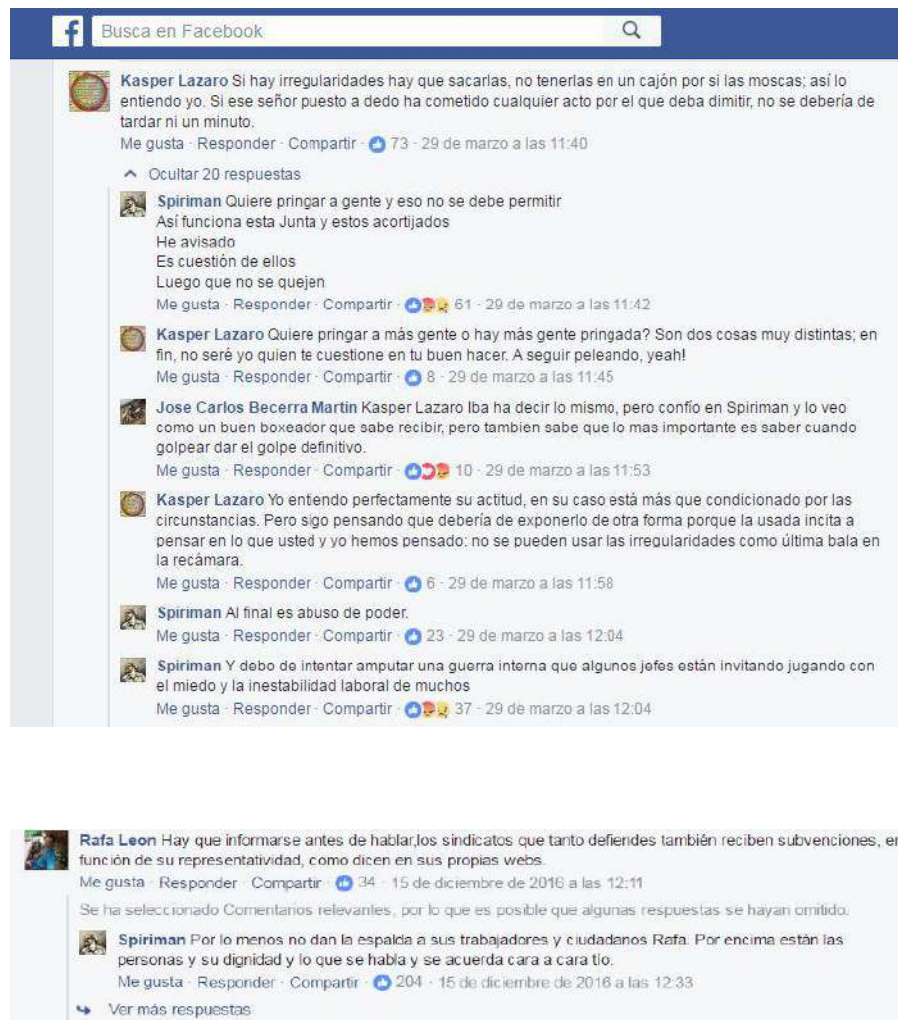 f Busca en Facebook
Kasper Lazaro Si hay irregularidades hay que sacarlas, no tenerlas en un cajón por si las moscas; así lo
entiendo yo. Si ese señor puesto a dedo ha cometido cualquier acto por el que deba dimitir, no se debería de
tardar ni un minuto.
Me gusta · Responder · Compartir · 73 · 29 de marzo a las 11:40
Ocultar 20 respuestas
Spiriman Quiere pringar a gente y eso no se debe permitir
Así funciona esta Junta y estos acortijados
He avisado
Es cuestión de ellos
Luego que no se quejen
Me gusta · Responder · Compartir · 61 · 29 de marzo a las 11:42
Kasper Lazaro Quiere pringar a más gente o hay más gente pringada? Son dos cosas muy distintas; en
fin, no seré yo quien te cuestione en tu buen hacer. A seguir peleando, yeah!
Me gusta · Responder · Compartir · 8 · 29 de marzo a las 11:45
Jose Carlos Becerra Martin Kasper Lazaro Iba ha decir lo mismo, pero confío en Spiriman y lo veo
como un buen boxeador que sabe recibir, pero tambien sabe que lo mas importante es saber cuando
golpear dar el golpe definitivo.
Me gusta · Responder · Compartir · 10 · 29 de marzo a las 11:53
Kasper Lazaro Yo entiendo perfectamente su actitud, en su caso está más que condicionado por las
circunstancias. Pero sigo pensando que debería de exponerlo de otra forma porque la usada incita a
pensar en lo que usted y yo hemos pensado: no se pueden usar las irregularidades como última bala en
la recámara.
Me gusta · Responder · Compartir · 6 · 29 de marzo a las 11:58
Spiriman Al final es abuso de poder.
Me gusta · Responder · Compartir · 23 · 29 de marzo a las 12:04
Spiriman Y debo de intentar amputar una guerra interna que algunos jefes están invitando jugando con
el miedo y la inestabilidad laboral de muchos
Me gusta · Responder · Compartir · 37 · 29 de marzo a las 12:04
Rafa Leon Hay que informarse antes de hablar,los sindicatos que tanto defiendes también reciben subvenciones, en
función de su representatividad, como dicen en sus propias webs.
Me gusta · Responder · Compartir · 34 · 15 de diciembre de 2016 a las 12:11
Se ha seleccionado Comentarios relevantes, por lo que es posible que algunas respuestas se hayan omitido.
Spiriman Por lo menos no dan la espalda a sus trabajadores y ciudadanos Rafa. Por encima están las
personas y su dignidad y lo que se habla y se acuerda cara a cara tío.
Me gusta · Responder · Compartir · 204 · 15 de diciembre de 2016 a las 12:33
Ver más respuestas